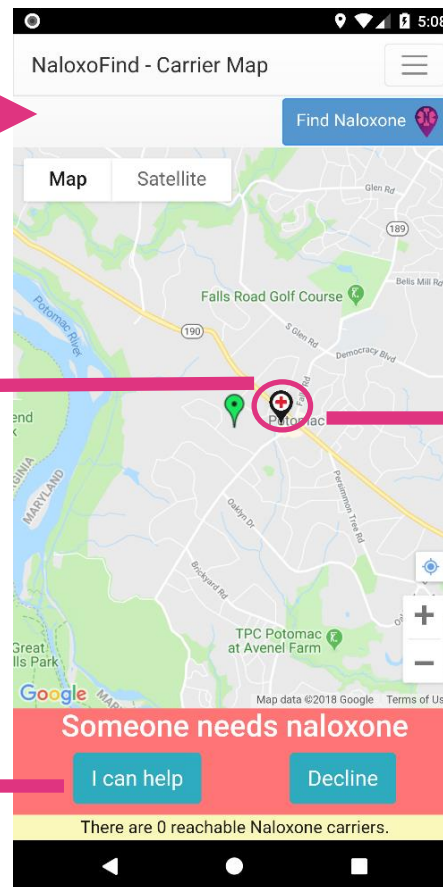 5:08
NaloxoFind - Carrier Map
Find Naloxone
Map Satellite
Glen Rd
189
Bells Mill Rd
Falls Road Golf Course
Potomac River
190
S Glen Rd
Democracy Blvd
Falls Rd
Potomac
end
VIRGINIA
MARYLAND
Persimmon Tree Rd
Oaklyn Dr
Brickyard Rd
TPC Potomac
at Avenel Farm
Great
lls Park
Google
Map data ©2018 Google Terms of Us
Someone needs naloxone
I can help Decline
There are 0 reachable Naloxone carriers.